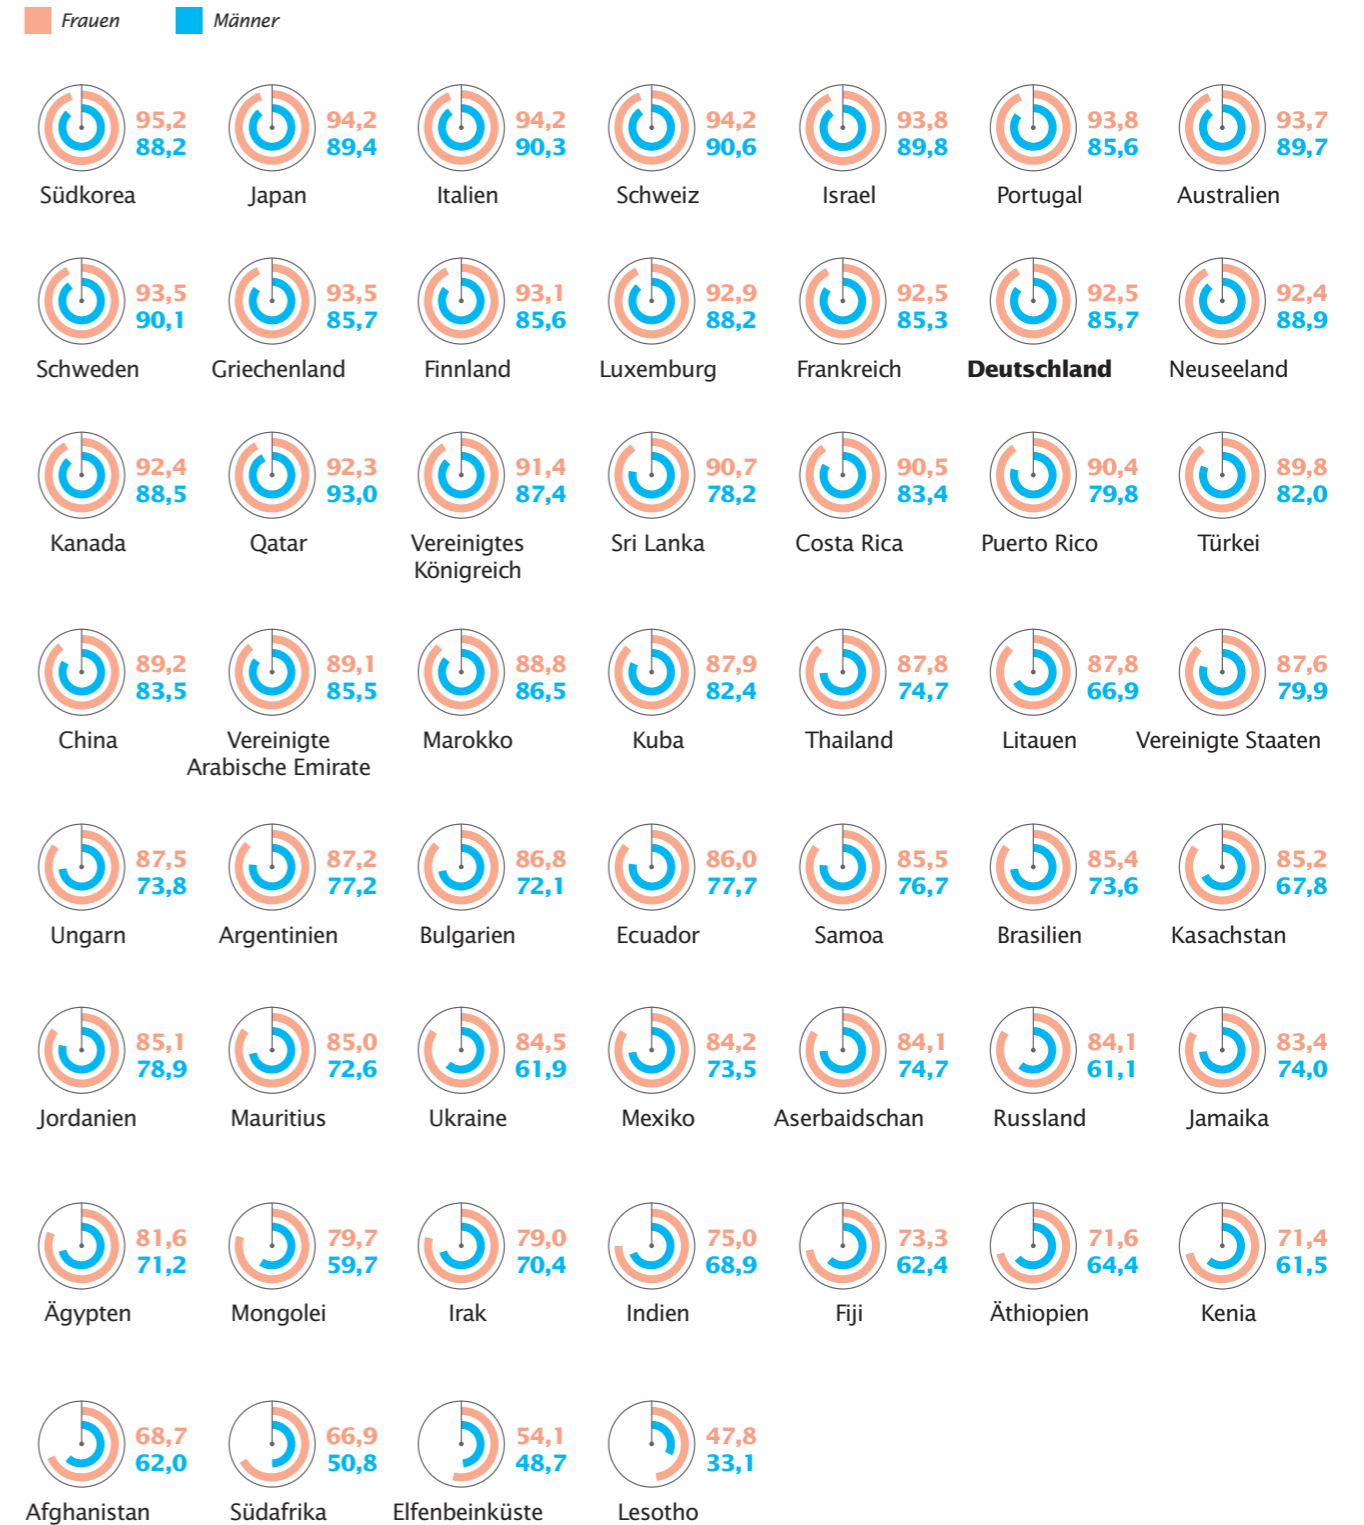 Frauen Männer
95,2 94,2 94,2 94,2 93,8 93,8 93,7
88,2 89,4 90,3 90,6 89,8 85,6 89,7
Südkorea Japan Italien Schweiz Israel Portugal Australien
93,5 93,5 93,1 92,9 92,5 92,5 92,4
90,1 85,7 85,6 88,2 85,3 85,7 88,9
Schweden Griechenland Finnland Luxemburg Frankreich Deutschland Neuseeland
92,4 92,3 91,4 90,7 90,5 90,4 89,8
88,5 93,0 87,4 78,2 83,4 79,8 82,0
Kanada Qatar Vereinigtes Sri Lanka Costa Rica Puerto Rico Türkei
Königreich
89,2 89,1 88,8 87,9 87,8 87,8 87,6
83,5 85,5 86,5 82,4 74,7 66,9 79,9
China Vereinigte Marokko Kuba Thailand Litauen Vereinigte Staaten
Arabische Emirate
87,5 87,2 86,8 86,0 85,5 85,4 85,2
73,8 77,2 72,1 77,7 76,7 73,6 67,8
Ungarn Argentinien Bulgarien Ecuador Samoa Brasilien Kasachstan
85,1 85,0 84,5 84,2 84,1 84,1 83,4
78,9 72,6 61,9 73,5 74,7 61,1 74,0
Jordanien Mauritius Ukraine Mexiko Aserbaidschan Russland Jamaika
81,6 79,7 79,0 75,0 73,3 71,6 71,4
71,2 59,7 70,4 68,9 62,4 64,4 61,5
Ägypten Mongolei Irak Indien Fiji Äthiopien Kenia
68,7 66,9 54,1 47,8
62,0 50,8 48,7 33,1
Afghanistan Südafrika Elfenbeinküste Lesotho